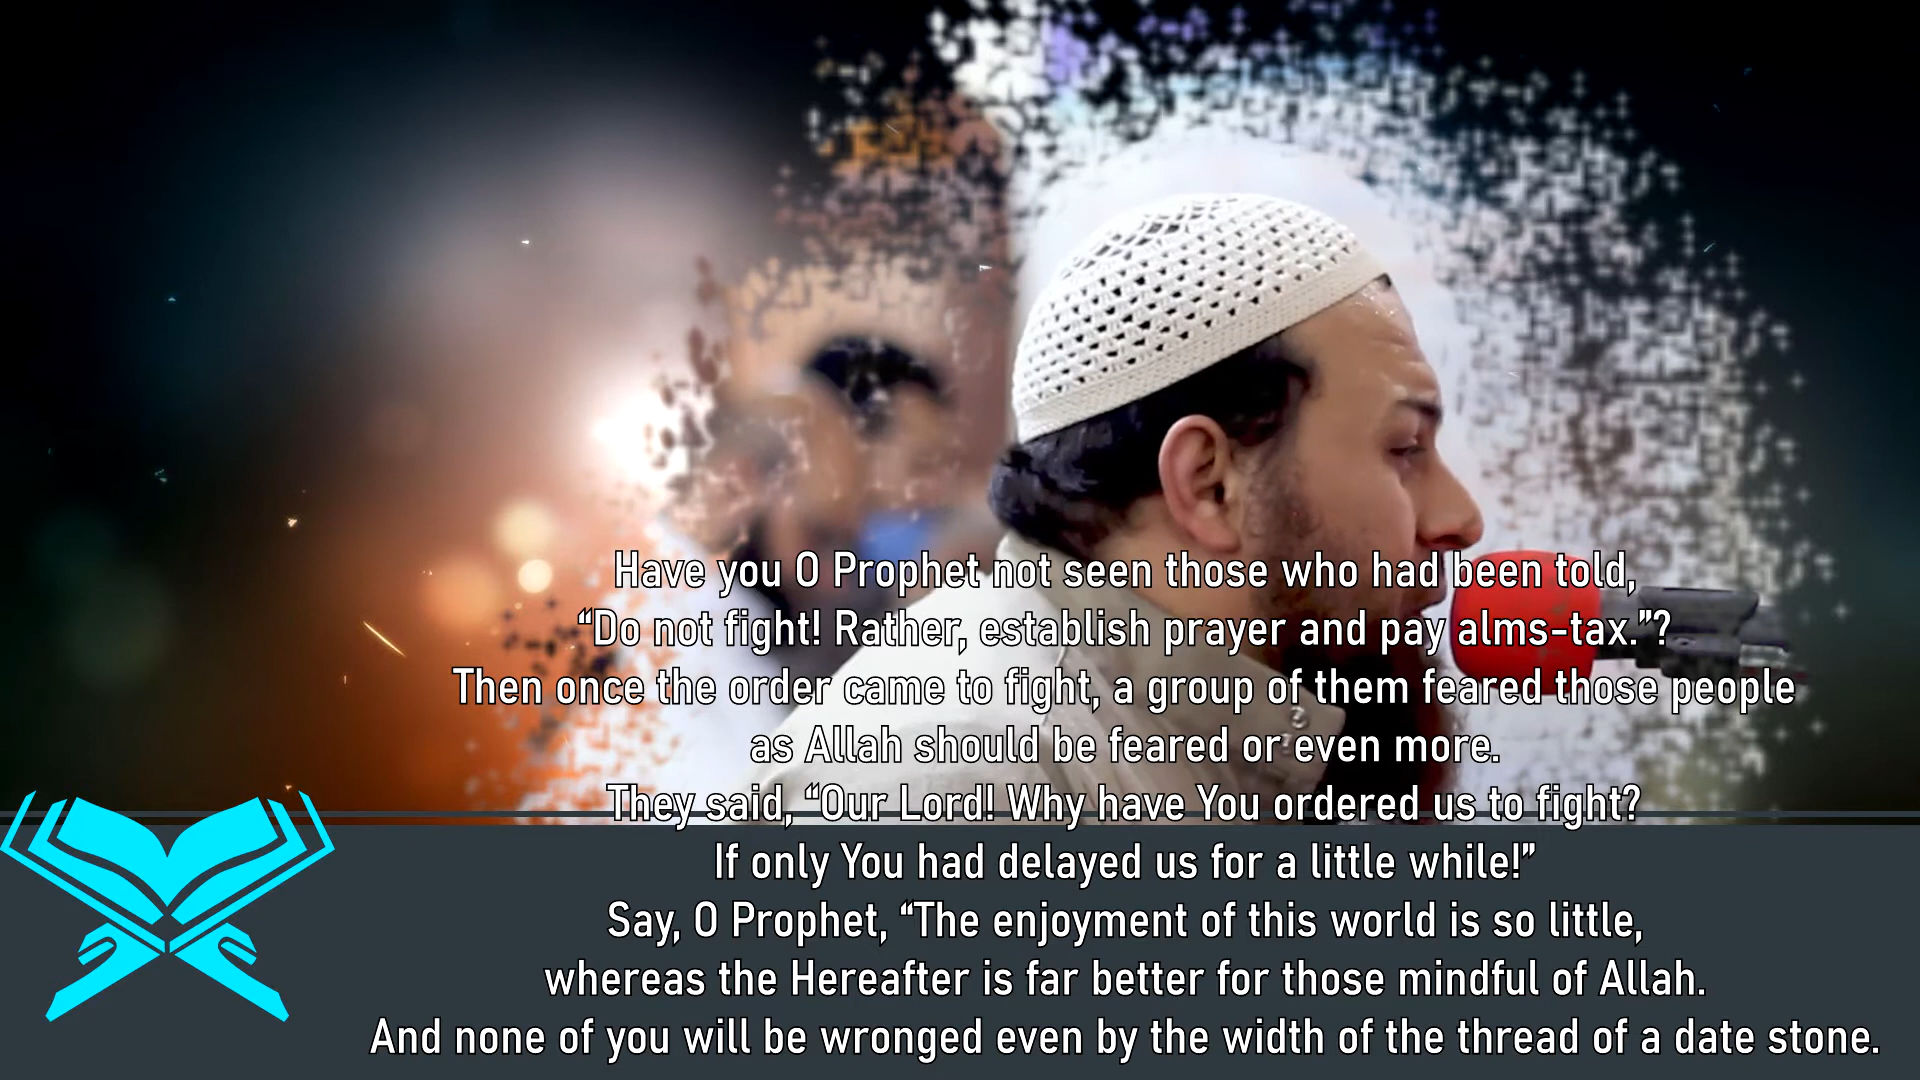 Have you O Prophet not seen those who had been told,
“Do not fight! Rather, establish prayer and pay alms-tax.”?
Then once the order came to fight, a group of them feared those people
as Allah should be feared or even more.
They said, “Our Lord! Why have You ordered us to fight?
If only You had delayed us for a little while!”
Say, O Prophet, “The enjoyment of this world is so little,
whereas the Hereafter is far better for those mindful of Allah.
And none of you will be wronged even by the width of the thread of a date stone.